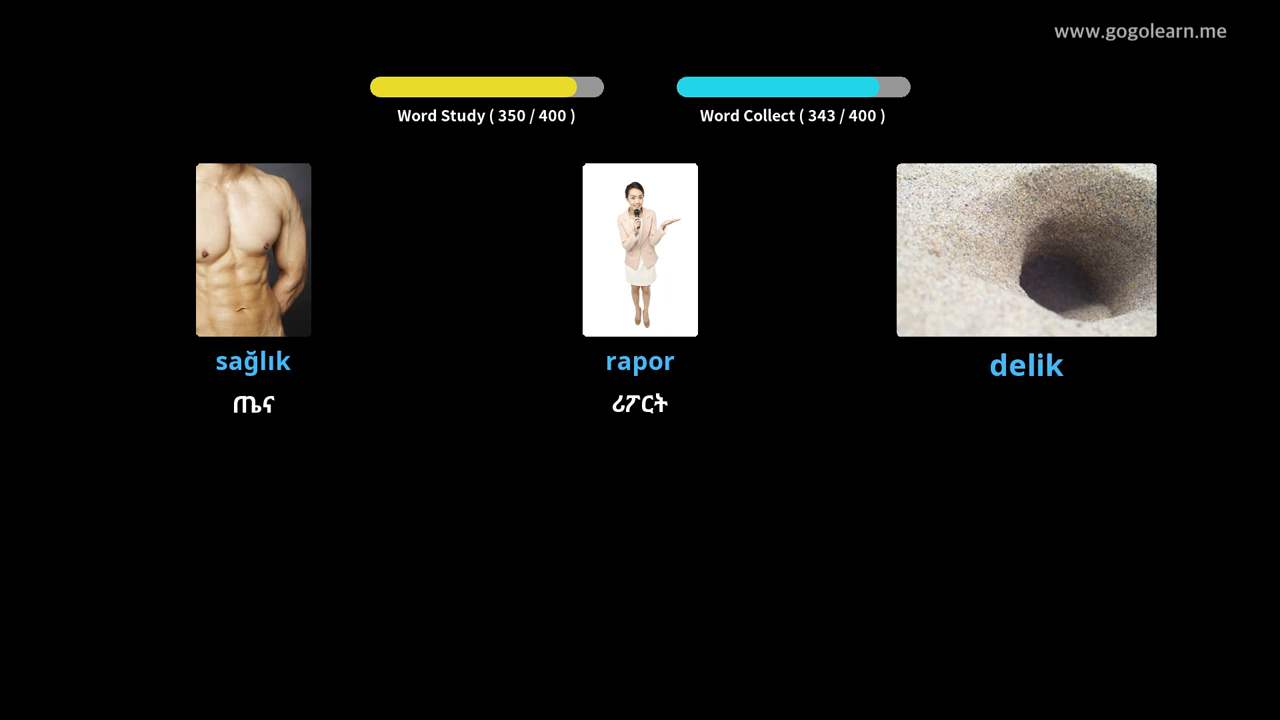 www.gogolearn.me
Word Study ( 350 / 400 )
Word Collect ( 343 / 400 )
sağlık
rapor
delik
ጤና
ሪፖርት